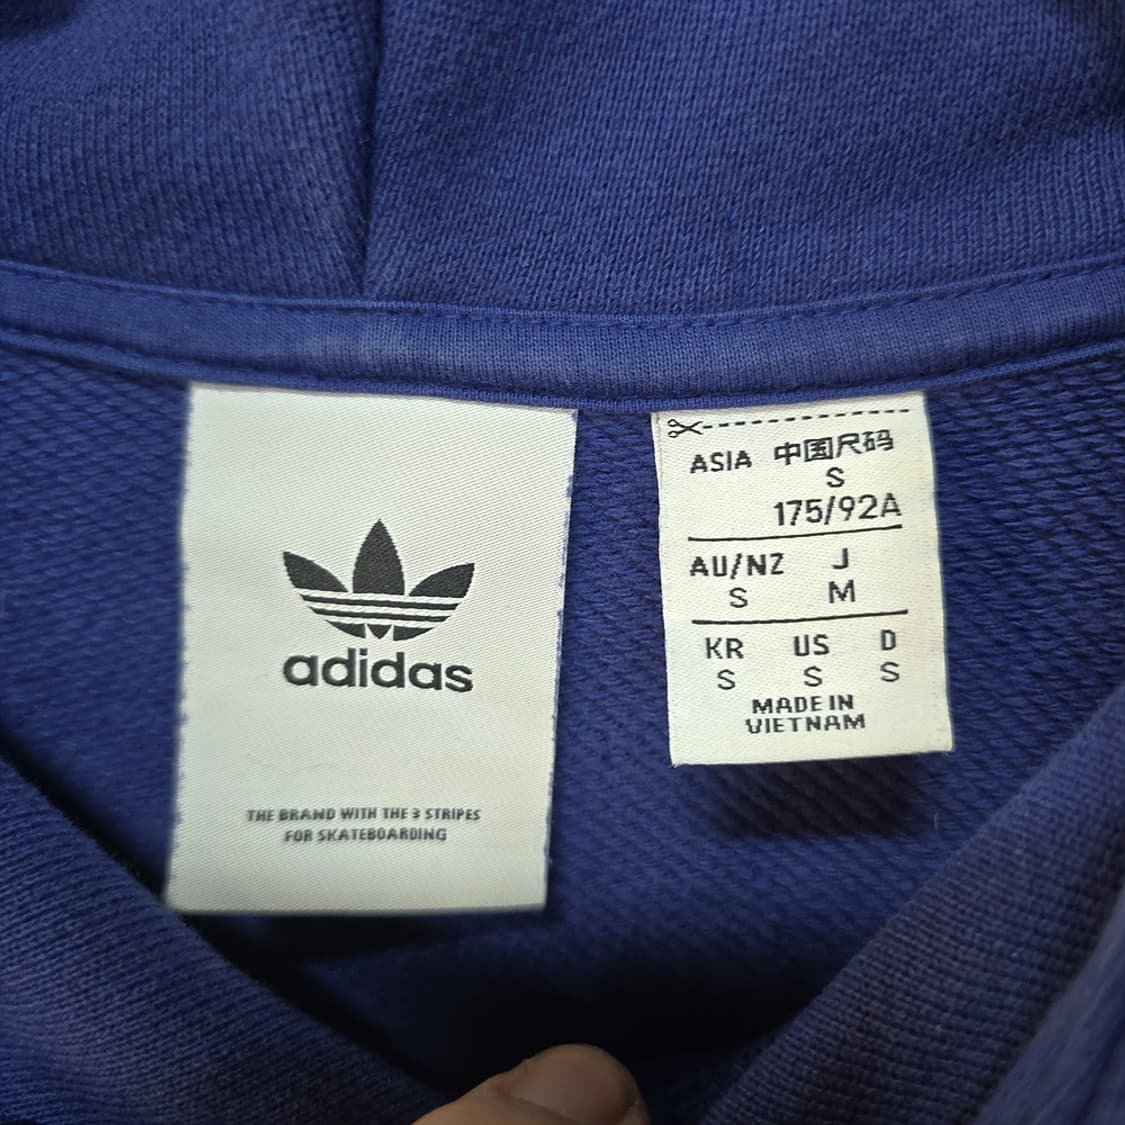 adidas
THE BRAND WITH THE 3 STRIPES
FOR SKATEBOARDING
ASIA 中国尺码
S
175/92A
AU/NZ J
S M
KR US D
S S S
MADE IN
VIETNAM